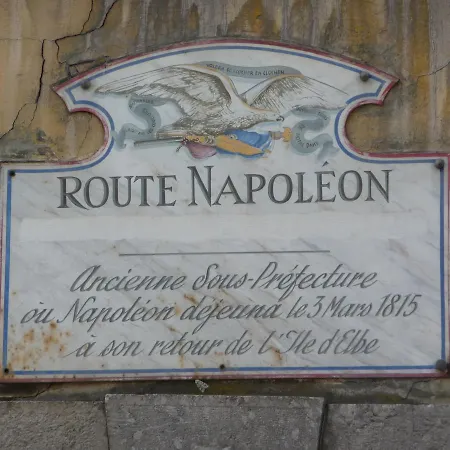 ROUTE NAPOLÉON
Ancienne Sous-Préfecture
où Napoléon déjeuna le 3 Mars 1815
à son retour de l'Ile d'Elbe